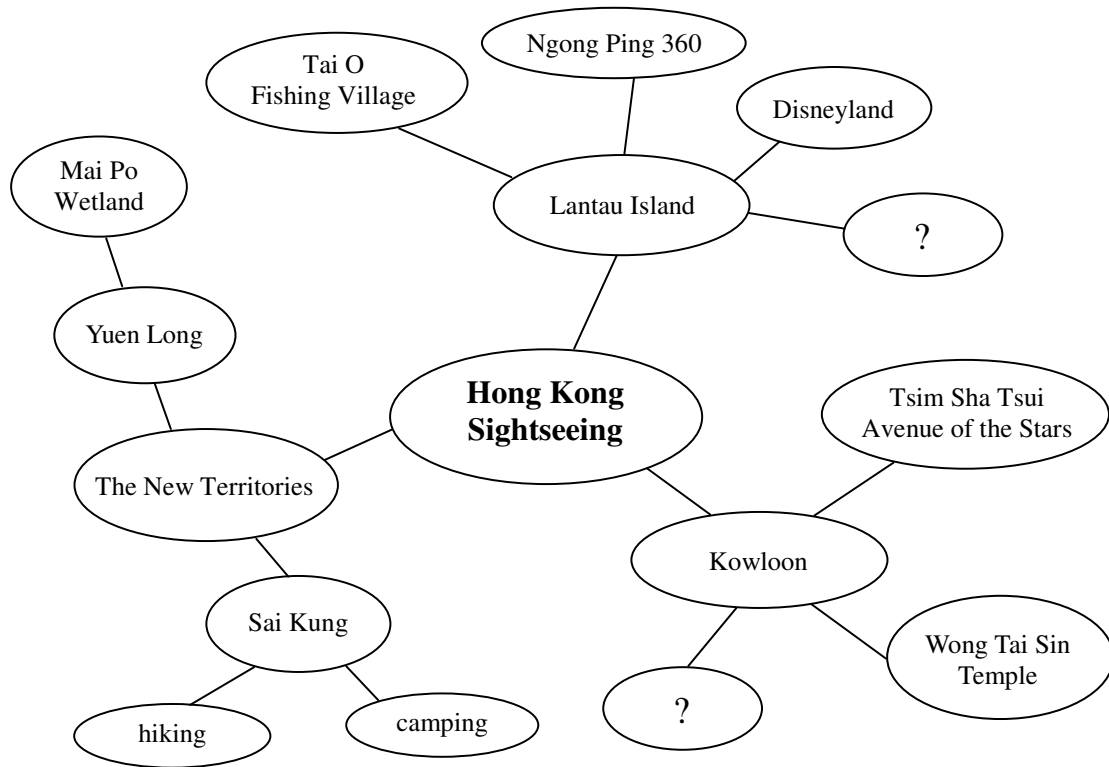 Ngong Ping 360
Tai O
Fishing Village
Disneyland
Mai Po
Wetland
Lantau Island
?
Yuen Long
Hong Kong
Sightseeing
Tsim Sha Tsui
Avenue of the Stars
The New Territories
Kowloon
Sai Kung
Wong Tai Sin
Temple
?
hiking
camping